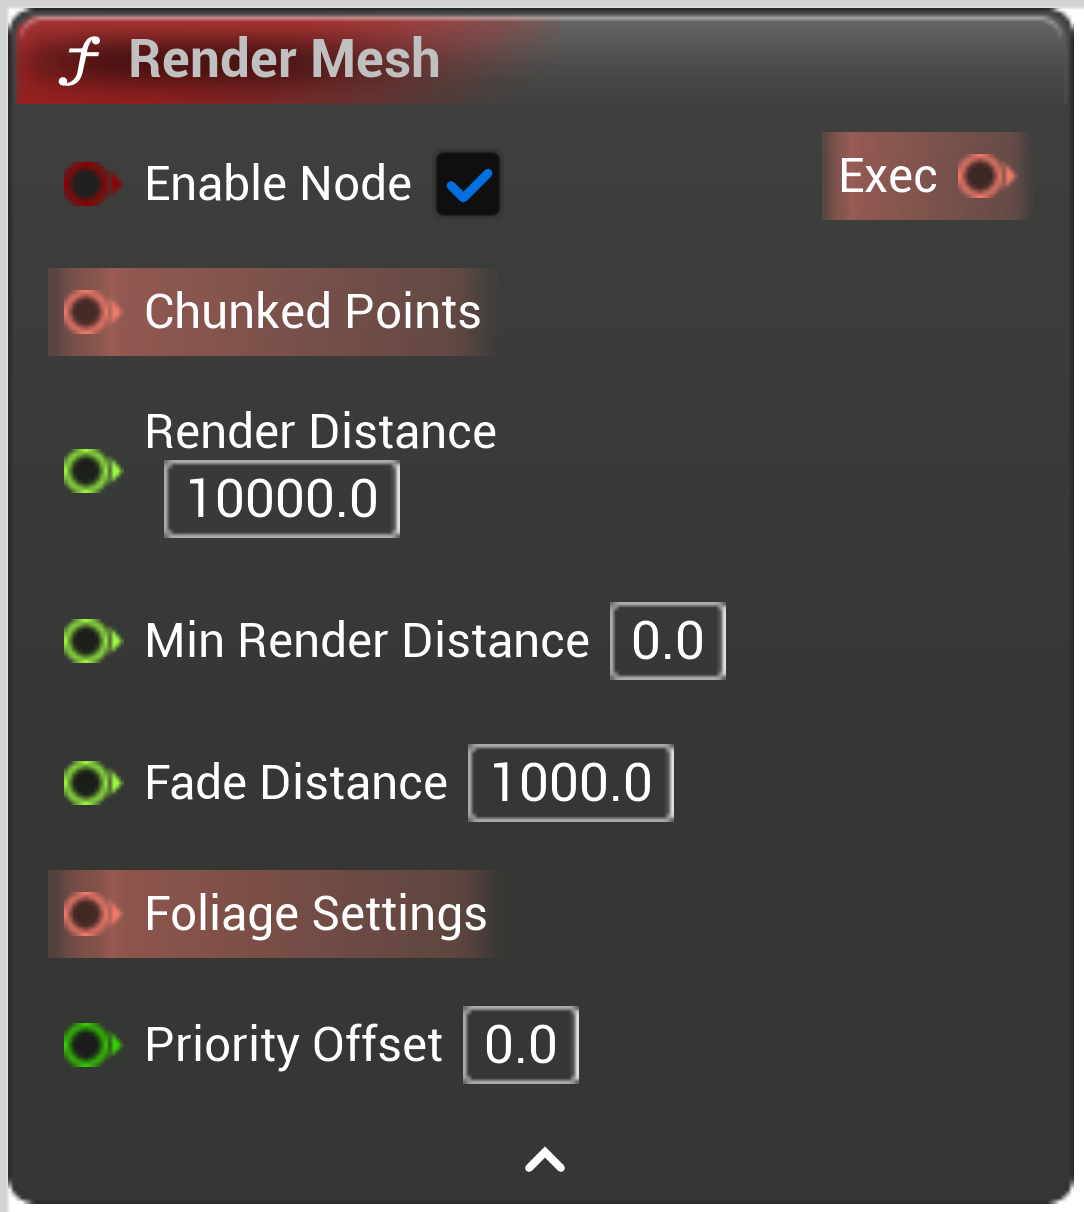 f Render Mesh
Enable Node
Exec
Chunked Points
Render Distance
10000.0
Min Render Distance 0.0
Fade Distance 1000.0
Foliage Settings
Priority Offset 0.0